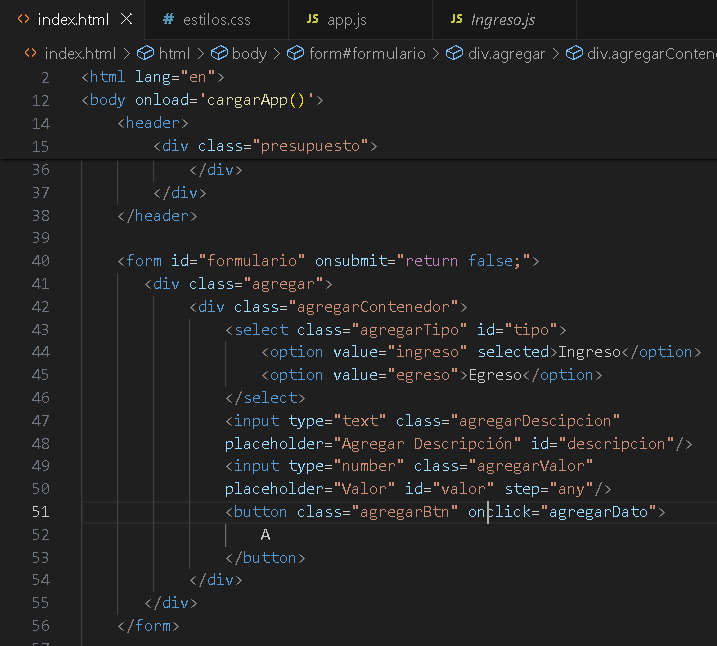 <> index.html × # estilos.css JS app.js JS Ingreso.js
<> index.html > html > body > form#formulario > div.agregar > div.agregarConten
2 <html lang="en">
12 <body onload='cargarApp()'>
14 <header>
15 <div class="presupuesto">
36 </div>
37 </div>
38 </header>
39
40 <form id="formulario" onsubmit="return false;">
41 <div class="agregar">
42 <div class="agregarContenedor">
43 <select class="agregarTipo" id="tipo">
44 <option value="ingreso" selected>Ingreso</option>
45 <option value="egreso">Egreso</option>
46 </select>
47 <input type="text" class="agregarDescipcion"
48 placeholder="Agregar Descripción" id="descripcion"/>
49 <input type="number" class="agregarValor"
50 placeholder="Valor" id="valor" step="any"/>
51 <button class="agregarBtn" onclick="agregarDato">
52 A
53 </button>
54 </div>
55 </div>
56 </form>